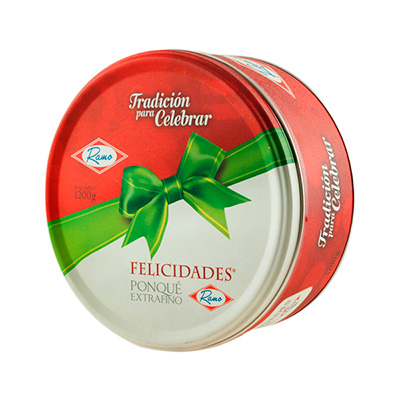 Tradición
para Celebrar
Ramo
1200g
FELICIDADES®
PONQUÉ
EXTRAFINO
Ramo
Tradición
para
Celebrar